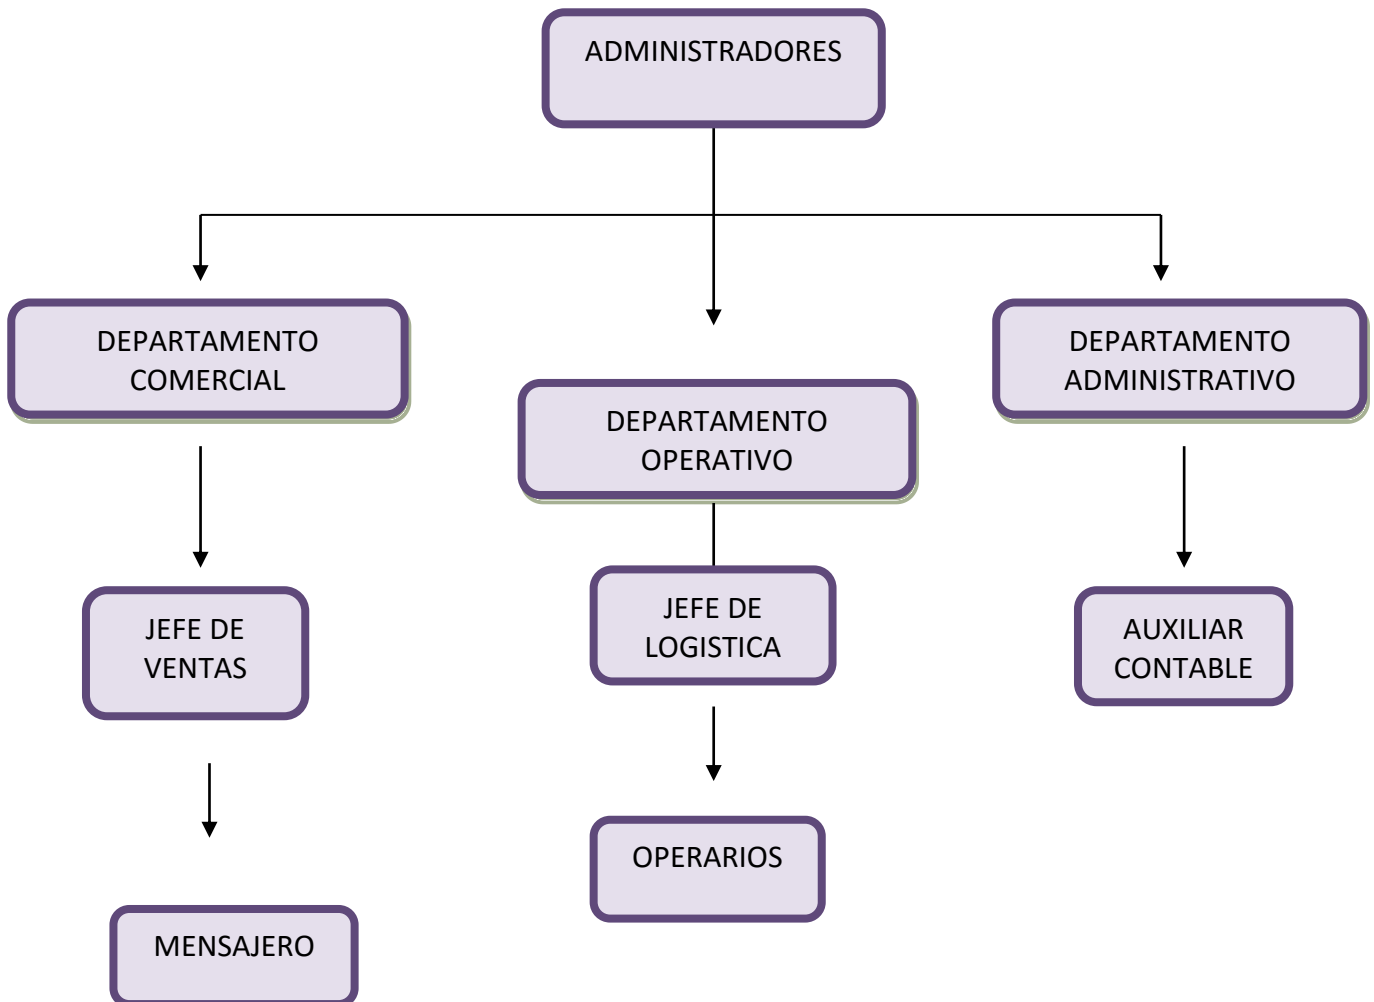 ADMINISTRADORES
DEPARTAMENTO
COMERCIAL
DEPARTAMENTO
OPERATIVO
DEPARTAMENTO
ADMINISTRATIVO
JEFE DE
VENTAS
JEFE DE
LOGISTICA
AUXILIAR
CONTABLE
OPERARIOS
MENSAJERO